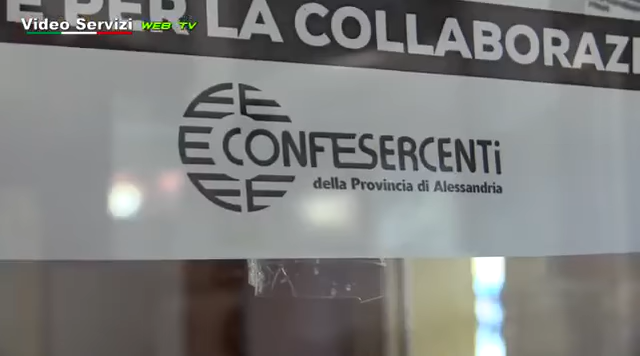 Video Servizi WEB TV
E PER LA COLLABORAZI
CONFESERCENTi
della Provincia di Alessandria